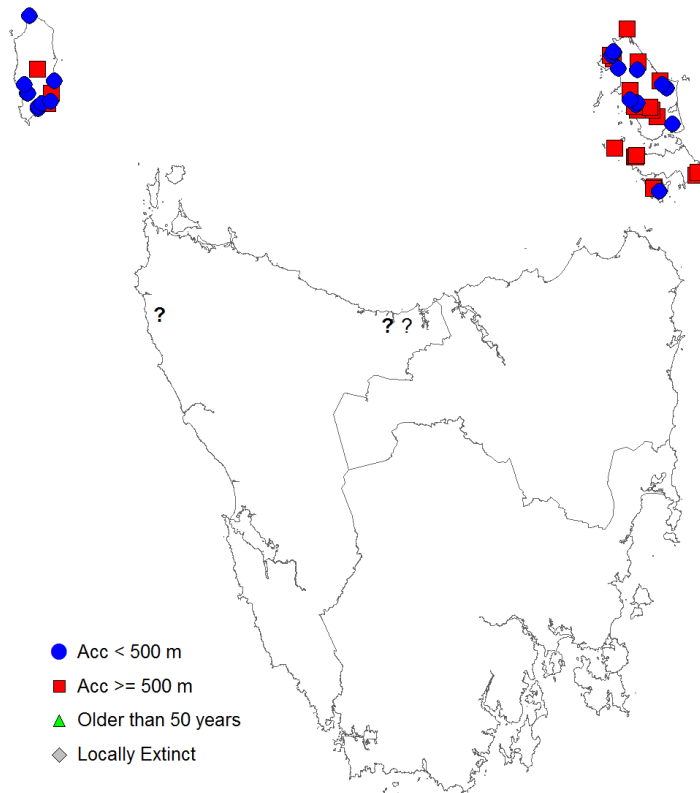 ?
? ?
Acc < 500 m
Acc >= 500 m
Older than 50 years
Locally Extinct